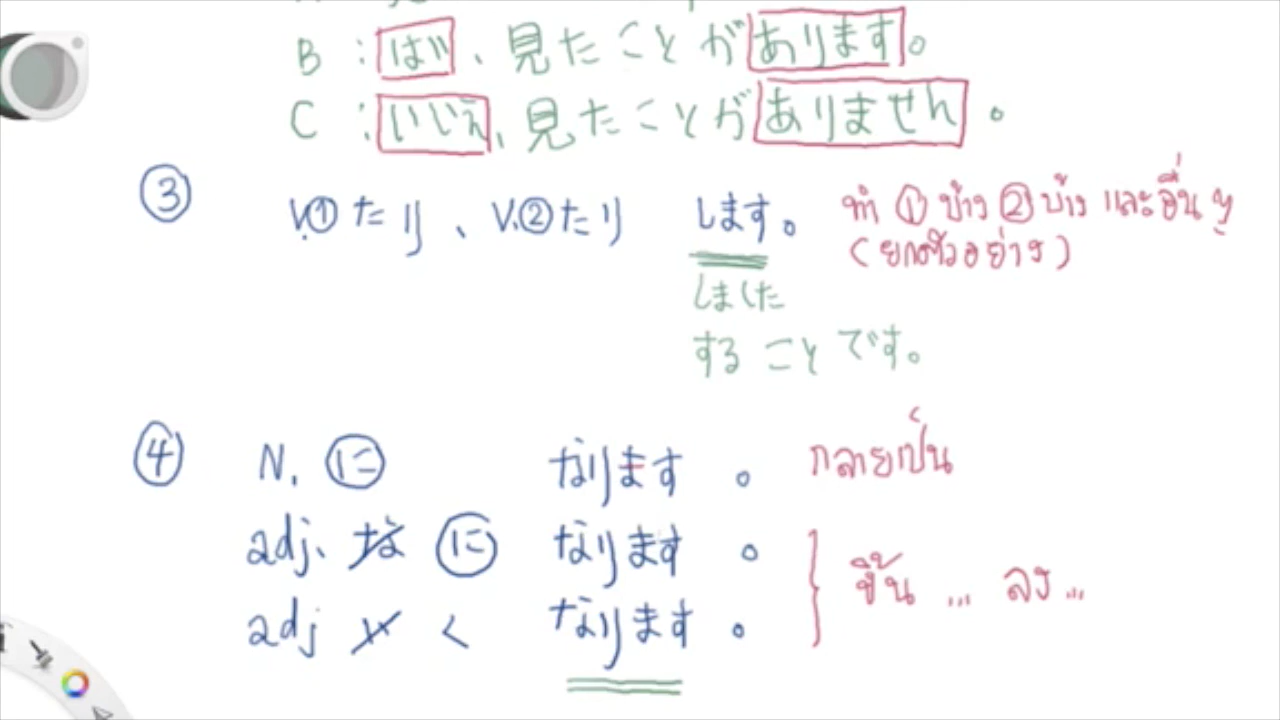 B : はい、見たことがあります。
C : いいえ、見たことがありません。
③ V.①たり、V.②たり します。 ทำ ① บ้าง ② บ้าง และอื่น ๆ
(ยกตัวอย่าง)
しました
することです。
④ N. に なります。 กลายเป็น
adj. な に なります。
adj い く なります。
} ขึ้น ... ลง ...